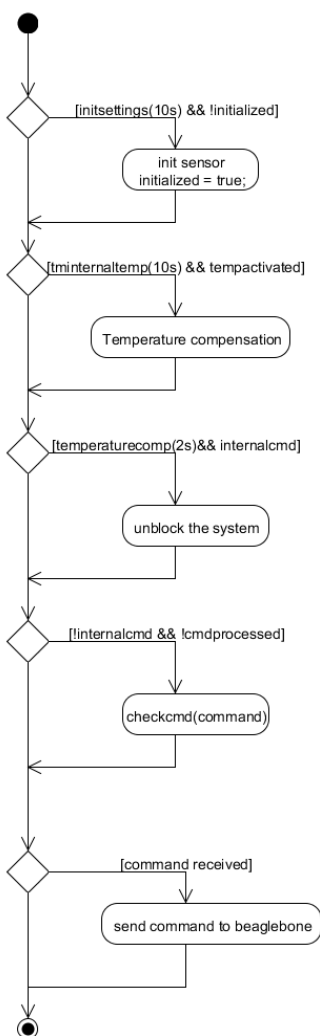 [initsettings(10s) && !initialized]
init sensor
initialized = true;
[tminternaltemp(10s) && tempactivated]
Temperature compensation
[temperaturecomp(2s)&& internalcmd]
unblock the system
[!internalcmd && !cmdprocessed]
checkcmd(command)
[command received]
send command to beaglebone